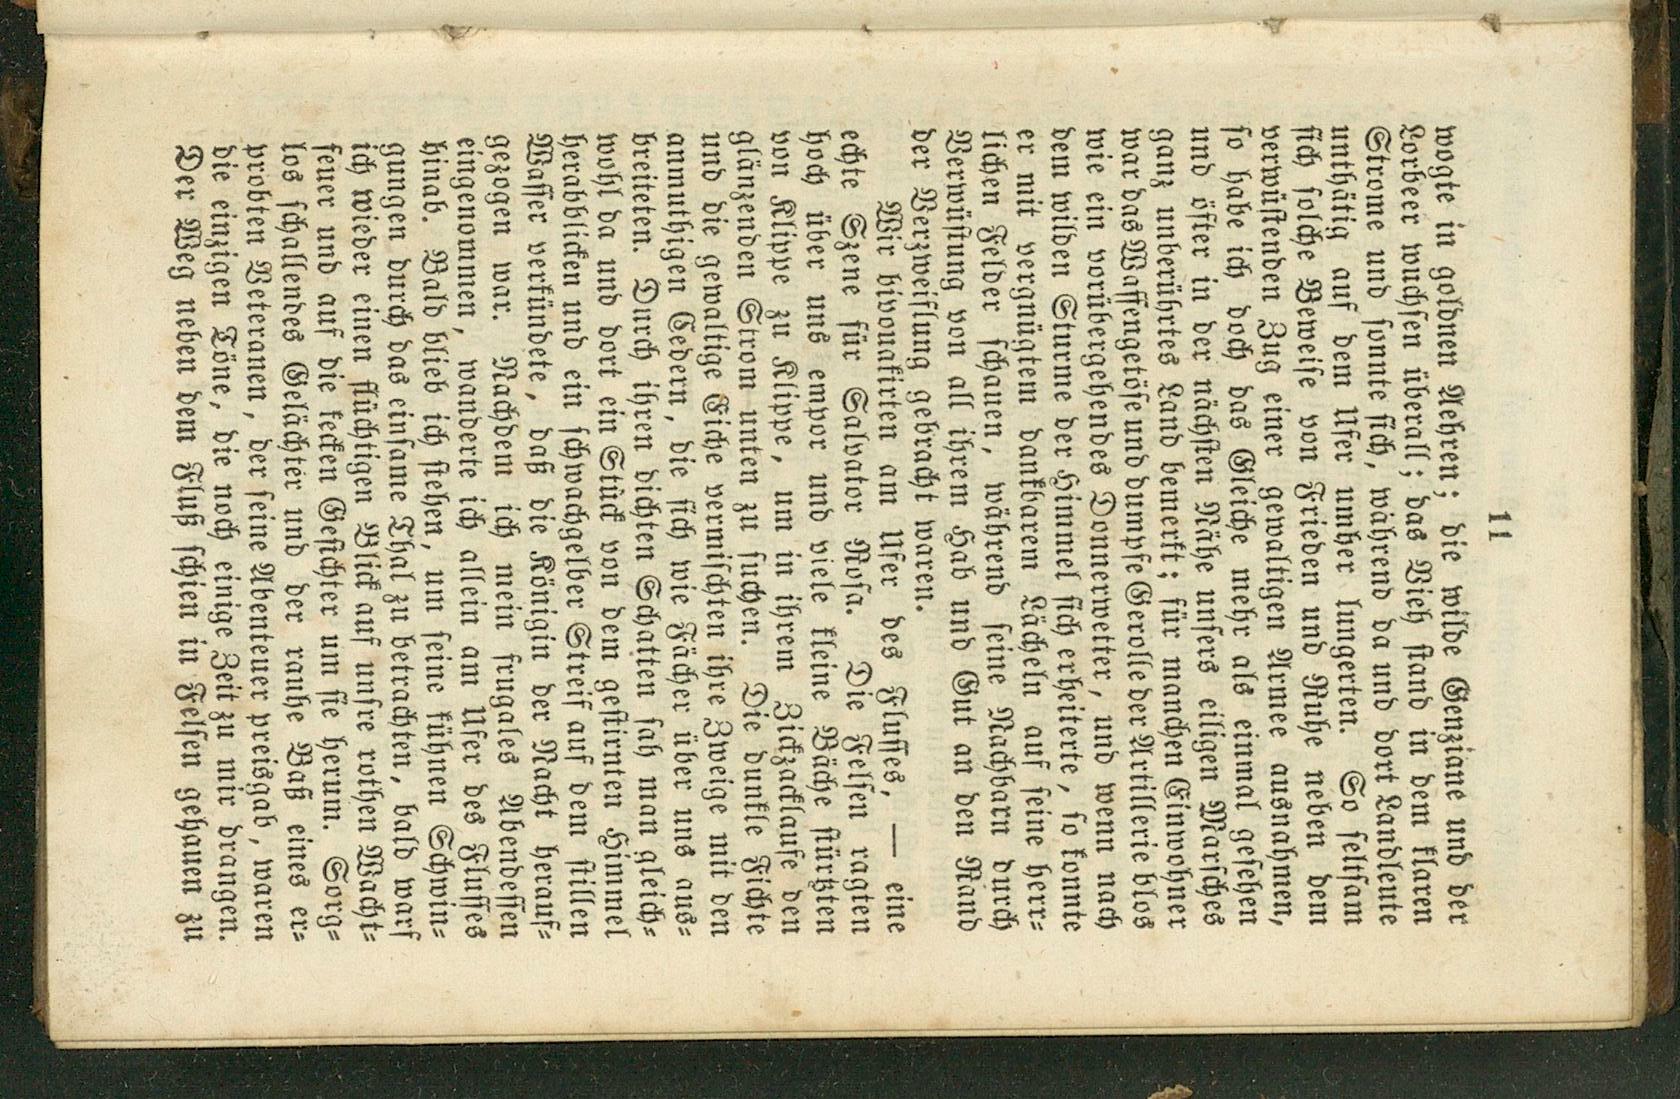 11
wogte in goldnen Aehren; die wilde Genziane und der
Lorbeer wuchsen überall; das Vieh stand in dem klaren
Strome und sonnte sich, während da und dort Landleute
unthätig auf dem Ufer umher lungerten. So seltsam
sich solche Beweise von Frieden und Ruhe neben dem
verwüstenden Zug einer gewaltigen Armee ausnahmen,
so habe ich doch das Gleiche mehr als einmal gesehen
und öfter in der nächsten Nähe unsers eiligen Marsches
ganz unberührtes Land bemerkt; für manchen Einwohner
war das Waffengetöse und dumpfe Gerolle der Artillerie blos
wie ein vorübergehendes Donnerwetter, und wenn nach
dem wilden Sturme der Himmel sich erheiterte, so konnte
er mit vergnügtem dankbaren Lächeln auf seine herr-
lichen Felder schauen, während seine Nachbarn durch
Verwüstung von all ihrem Hab und Gut an den Rand
der Verzweiflung gebracht waren.
Wir bivouakirten am Ufer des Flusses, — eine
echte Szene für Salvator Rosa. Die Felsen ragten
hoch über uns empor und viele kleine Bäche stürzten
von Klippe zu Klippe, um in ihrem Zickzacklaufe den
glänzenden Strom unten zu suchen. Die dunkle Fichte
und die gewaltige Eiche vermischten ihre Zweige mit den
anmuthigen Cedern, die sich wie Fächer über uns aus-
breiteten. Durch ihren dichten Schatten sah man gleich-
wohl da und dort ein Stück von dem gestirnten Himmel
herabblicken und ein schwachgelber Streif auf dem stillen
Wasser verkündete, daß die Königin der Nacht herauf-
gezogen war. Nachdem ich mein frugales Abendessen
eingenommen, wanderte ich allein am Ufer des Flusses
hinab. Bald blieb ich stehen, um seine kühnen Schwin-
gungen durch das einsame Thal zu betrachten, bald warf
ich wieder einen flüchtigen Blick auf unsre rothen Wacht-
feuer und auf die kecken Gesichter um sie herum. Sorg-
los schallendes Gelächter und der rauhe Baß eines er-
probten Veteranen, der seine Abenteuer preisgab, waren
die einzigen Töne, die noch einige Zeit zu mir drangen.
Der Weg neben dem Fluß schien in Felsen gehauen zu